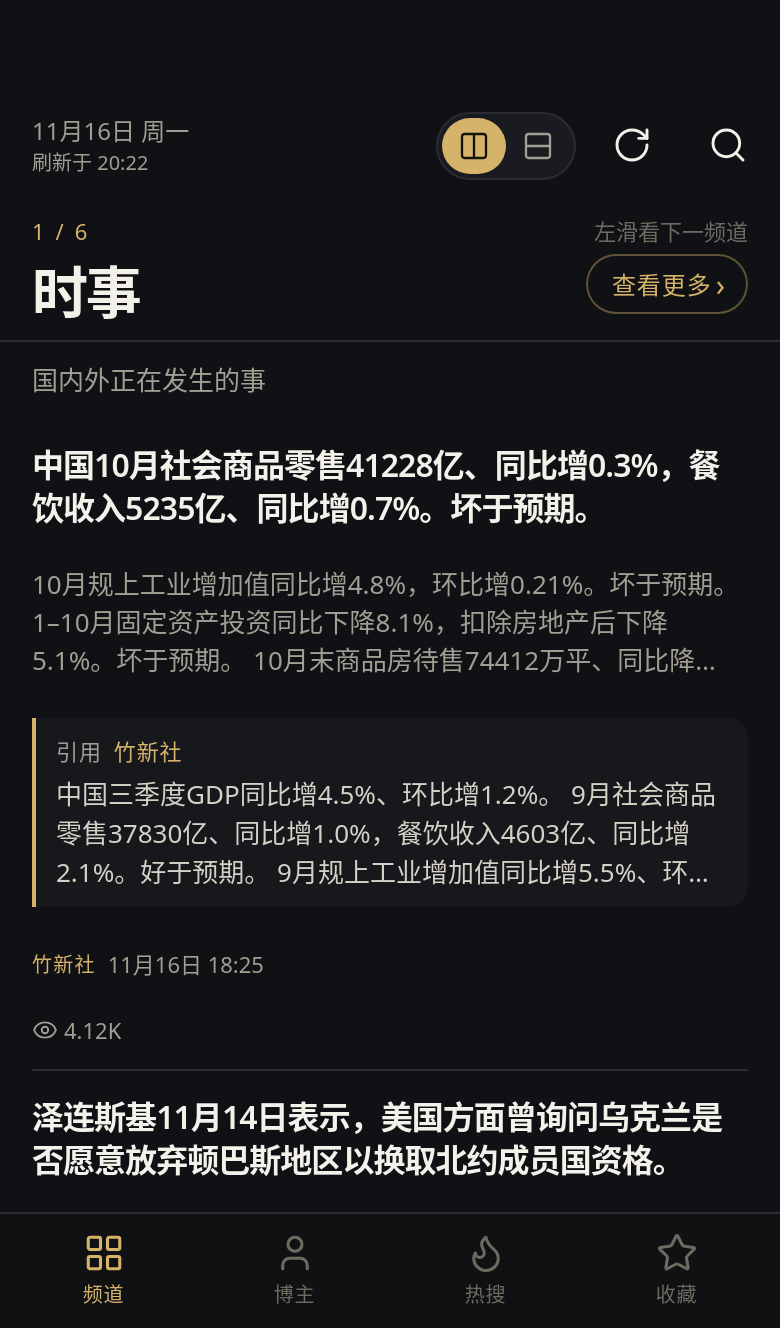 11月16日 周一
刷新于 20:22
1 / 6
左滑看下一频道
时事
查看更多 ›
国内外正在发生的事
中国10月社会商品零售41228亿、同比增0.3%，餐
饮收入5235亿、同比增0.7%。坏于预期。
10月规上工业增加值同比增4.8%，环比增0.21%。坏于预期。
1–10月固定资产投资同比下降8.1%，扣除房地产后下降
5.1%。坏于预期。 10月末商品房待售74412万平、同比降...
引用 竹新社
中国三季度GDP同比增4.5%、环比增1.2%。 9月社会商品
零售37830亿、同比增1.0%，餐饮收入4603亿、同比增
2.1%。好于预期。 9月规上工业增加值同比增5.5%、环...
竹新社 11月16日 18:25
4.12K
泽连斯基11月14日表示，美国方面曾询问乌克兰是
否愿意放弃顿巴斯地区以换取北约成员国资格。
频道 博主 热搜 收藏